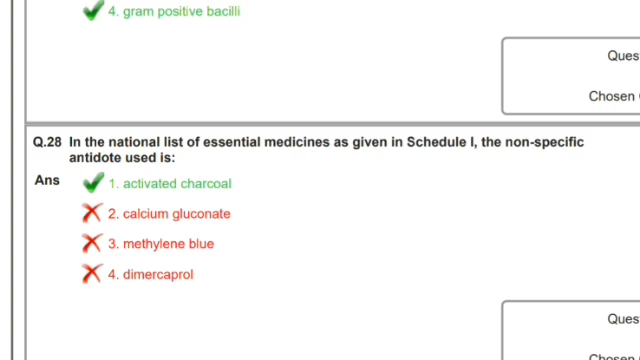 4. gram positive bacilli
Ques
Chosen
Q.28 In the national list of essential medicines as given in Schedule I, the non-specific
antidote used is:
Ans 1. activated charcoal
2. calcium gluconate
3. methylene blue
4. dimercaprol
Ques
Chosen